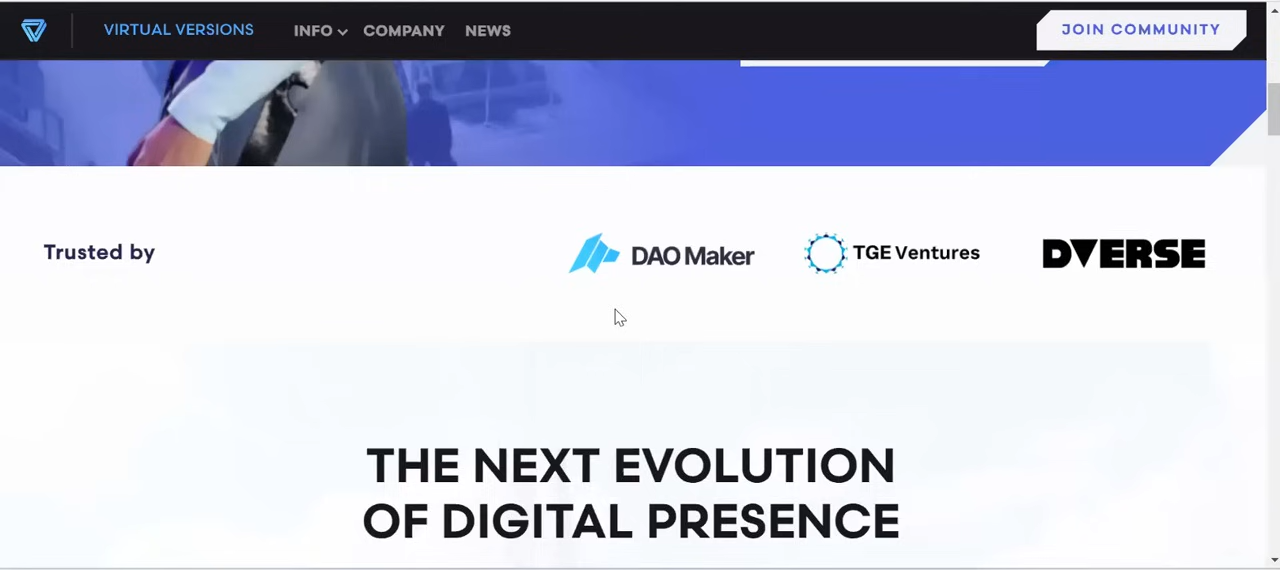 VIRTUAL VERSIONS INFO COMPANY NEWS JOIN COMMUNITY
Trusted by DAO Maker TGE Ventures DVERSE
THE NEXT EVOLUTION
OF DIGITAL PRESENCE